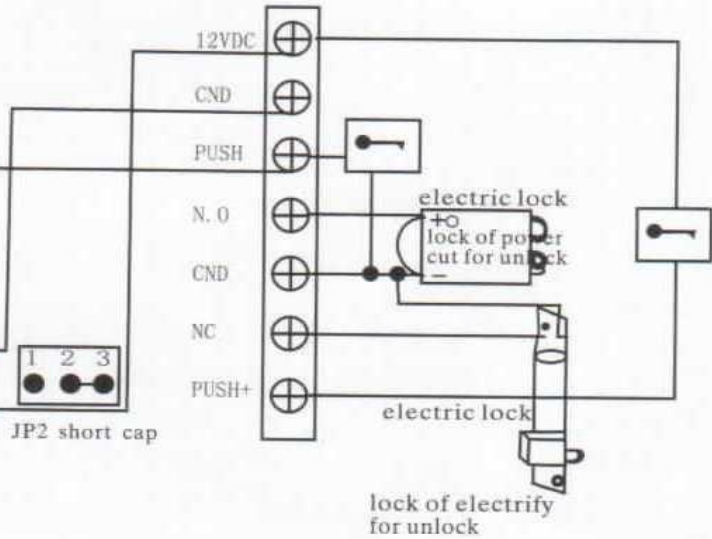 12VDC
CND
PUSH
N.O
CND
NC
PUSH+
electric lock
+
lock of power
cut for unlock
−
1 2 3
JP2 short cap
electric lock
lock of electrify
for unlock